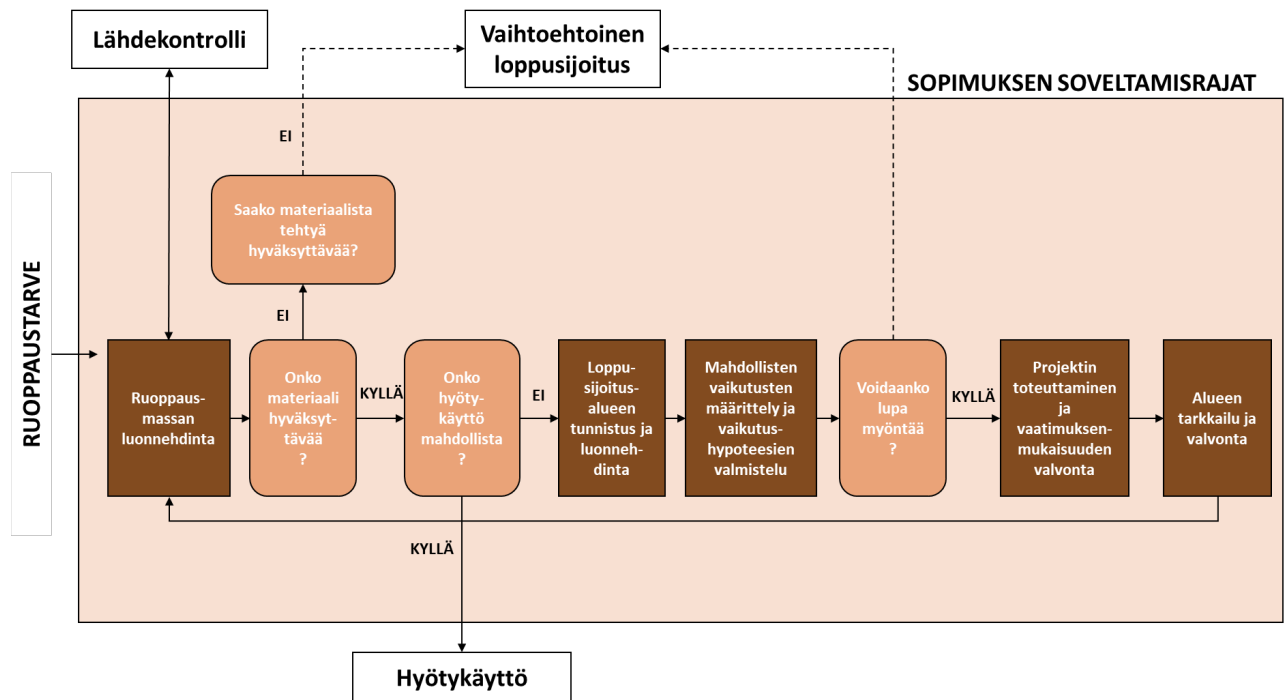 Lähdekontrolli
Vaihtoehtoinen
loppusijoitus
SOPIMUKSEN SOVELTAMISRAJAT
EI
Saako materiaalista
tehtyä
hyväksyttävää?
EI
RUOPPAUSTARVE
Ruoppaus-
massan
luonnehdinta
Onko
materiaali
hyväksyt-
tävää
?
KYLLÄ
Onko
hyöty-
käyttö
mahdollista
?
EI
Loppu-
sijoitus-
alueen
tunnistus ja
luonneh-
dinta
Mahdollisten
vaikutusten
määrittely ja
vaikutus-
hypoteesien
valmistelu
Voidaanko
lupa
myöntää
?
KYLLÄ
Projektin
toteuttaminen
ja
vaatimuksen-
mukaisuuden
valvonta
Alueen
tarkkailu ja
valvonta
KYLLÄ
Hyötykäyttö